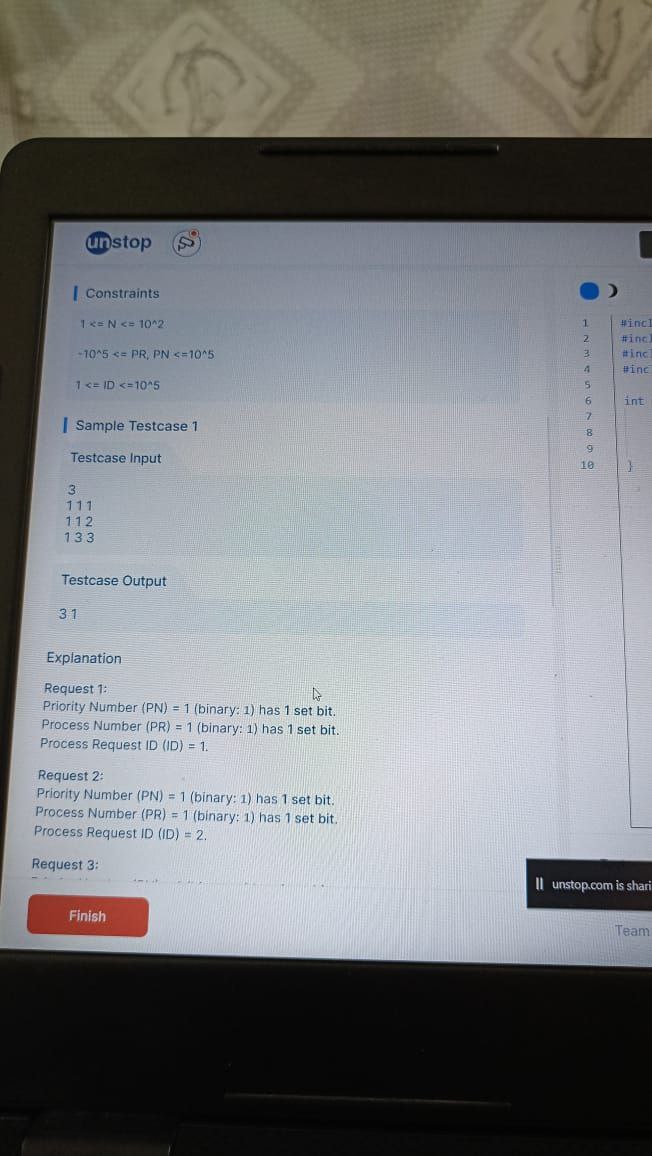 unstop
Constraints
1 <= N <= 10^2
-10^5 <= PR, PN <=10^5
1 <= ID <=10^5
Sample Testcase 1
Testcase Input
3
1 1 1
1 1 2
1 3 3
Testcase Output
3 1
Explanation
Request 1:
Priority Number (PN) = 1 (binary: 1) has 1 set bit.
Process Number (PR) = 1 (binary: 1) has 1 set bit.
Process Request ID (ID) = 1.
Request 2:
Priority Number (PN) = 1 (binary: 1) has 1 set bit.
Process Number (PR) = 1 (binary: 1) has 1 set bit.
Process Request ID (ID) = 2.
Request 3:
Finish
1 #incl
2 #incl
3 #incl
4 #inc
5
6 int
7
8
9
10 }
unstop.com is shari
Team